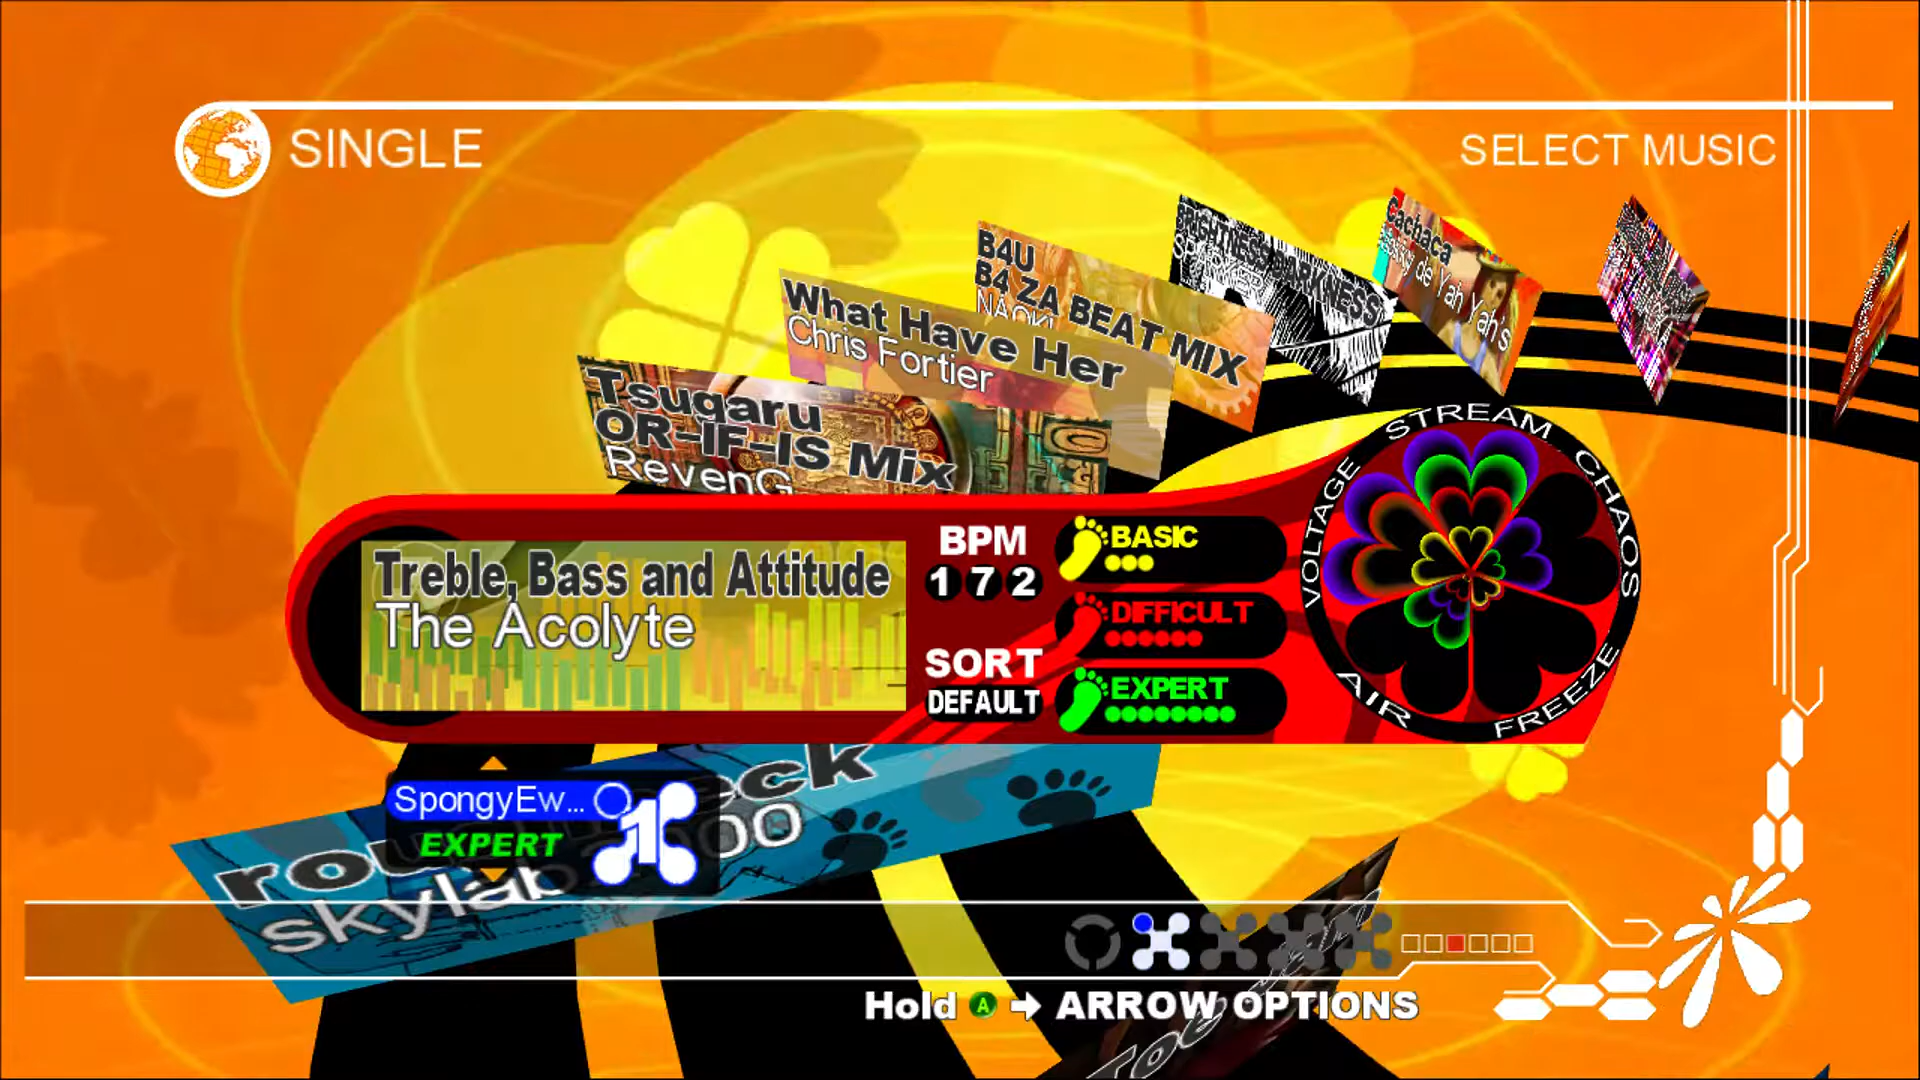 SINGLE
SELECT MUSIC
Cachaca
B4U
B4 ZA BEAT MIX
NAOKI
What Have Her
Chris Fortier
Tsugaru
OR-IF-IS Mix
RevenG
Treble, Bass and Attitude
The Acolyte
BPM
172
SORT
DEFAULT
BASIC
DIFFICULT
EXPERT
STREAM
CHAOS
FREEZE
AIR
VOLTAGE
SpongyEw...
1
EXPERT
Hold A → ARROW OPTIONS